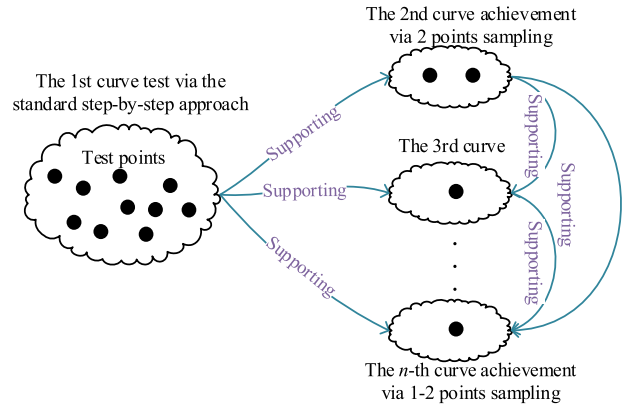 The 2nd curve achievement
via 2 points sampling
The 1st curve test via the
standard step-by-step approach
Test points
Supporting
Supporting
Supporting
The 3rd curve
Supporting
Supporting
Supporting
The n-th curve achievement
via 1-2 points sampling